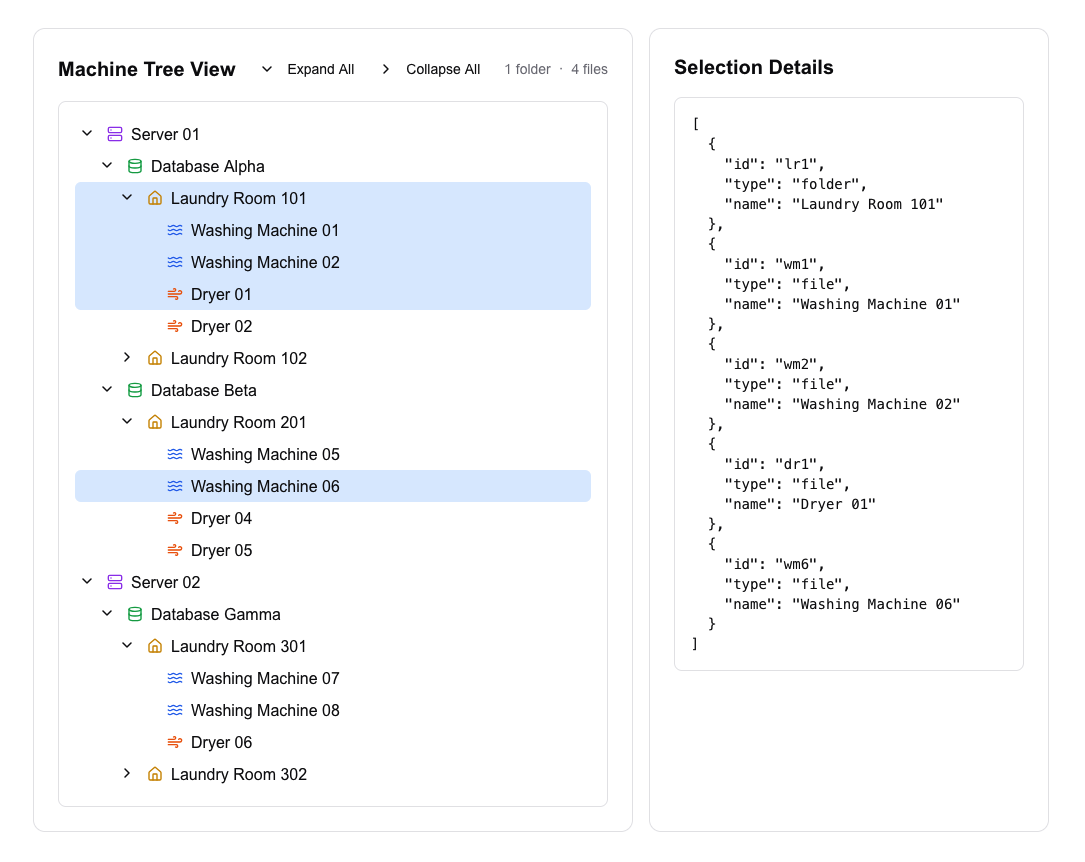 Machine Tree View
Expand All
Collapse All
1 folder · 4 files
Server 01
Database Alpha
Laundry Room 101
Washing Machine 01
Washing Machine 02
Dryer 01
Dryer 02
Laundry Room 102
Database Beta
Laundry Room 201
Washing Machine 05
Washing Machine 06
Dryer 04
Dryer 05
Server 02
Database Gamma
Laundry Room 301
Washing Machine 07
Washing Machine 08
Dryer 06
Laundry Room 302
Selection Details
[
  {
    "id": "lr1",
    "type": "folder",
    "name": "Laundry Room 101"
  },
  {
    "id": "wm1",
    "type": "file",
    "name": "Washing Machine 01"
  },
  {
    "id": "wm2",
    "type": "file",
    "name": "Washing Machine 02"
  },
  {
    "id": "dr1",
    "type": "file",
    "name": "Dryer 01"
  },
  {
    "id": "wm6",
    "type": "file",
    "name": "Washing Machine 06"
  }
]